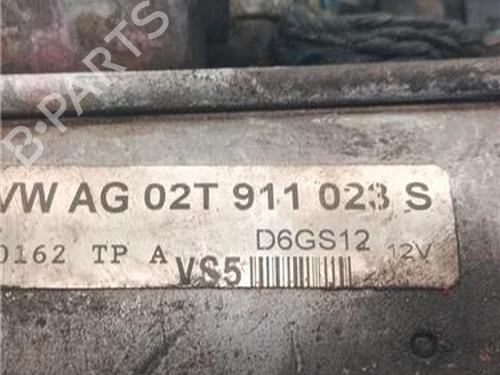 VW AG 02T 911 023 S
0162 TP A VS5 D6GS12 12V
B-PARTS